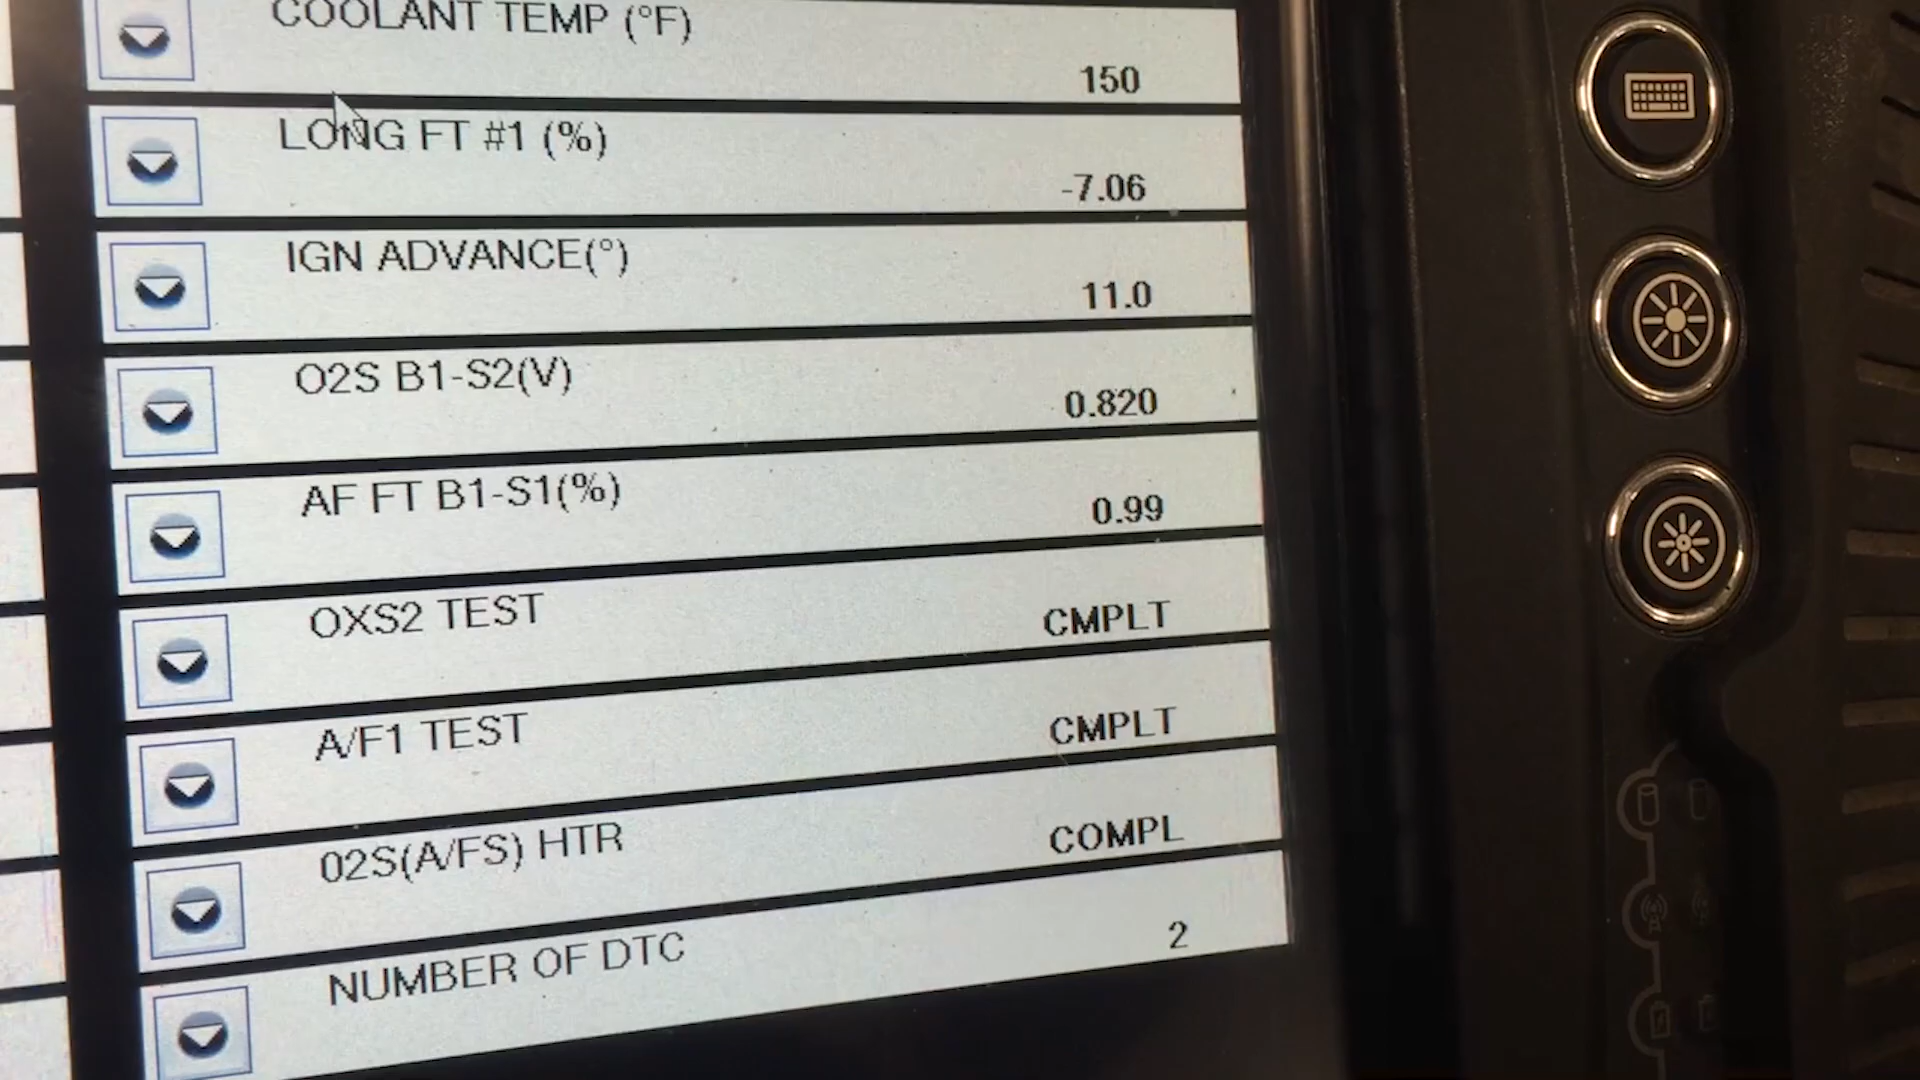 COOLANT TEMP (°F)
150
LONG FT #1 (%)
-7.06
IGN ADVANCE(°)
11.0
O2S B1-S2(V)
0.820
AF FT B1-S1(%)
0.99
OXS2 TEST
CMPLT
A/F1 TEST
CMPLT
02S(A/FS) HTR
COMPL
NUMBER OF DTC
2